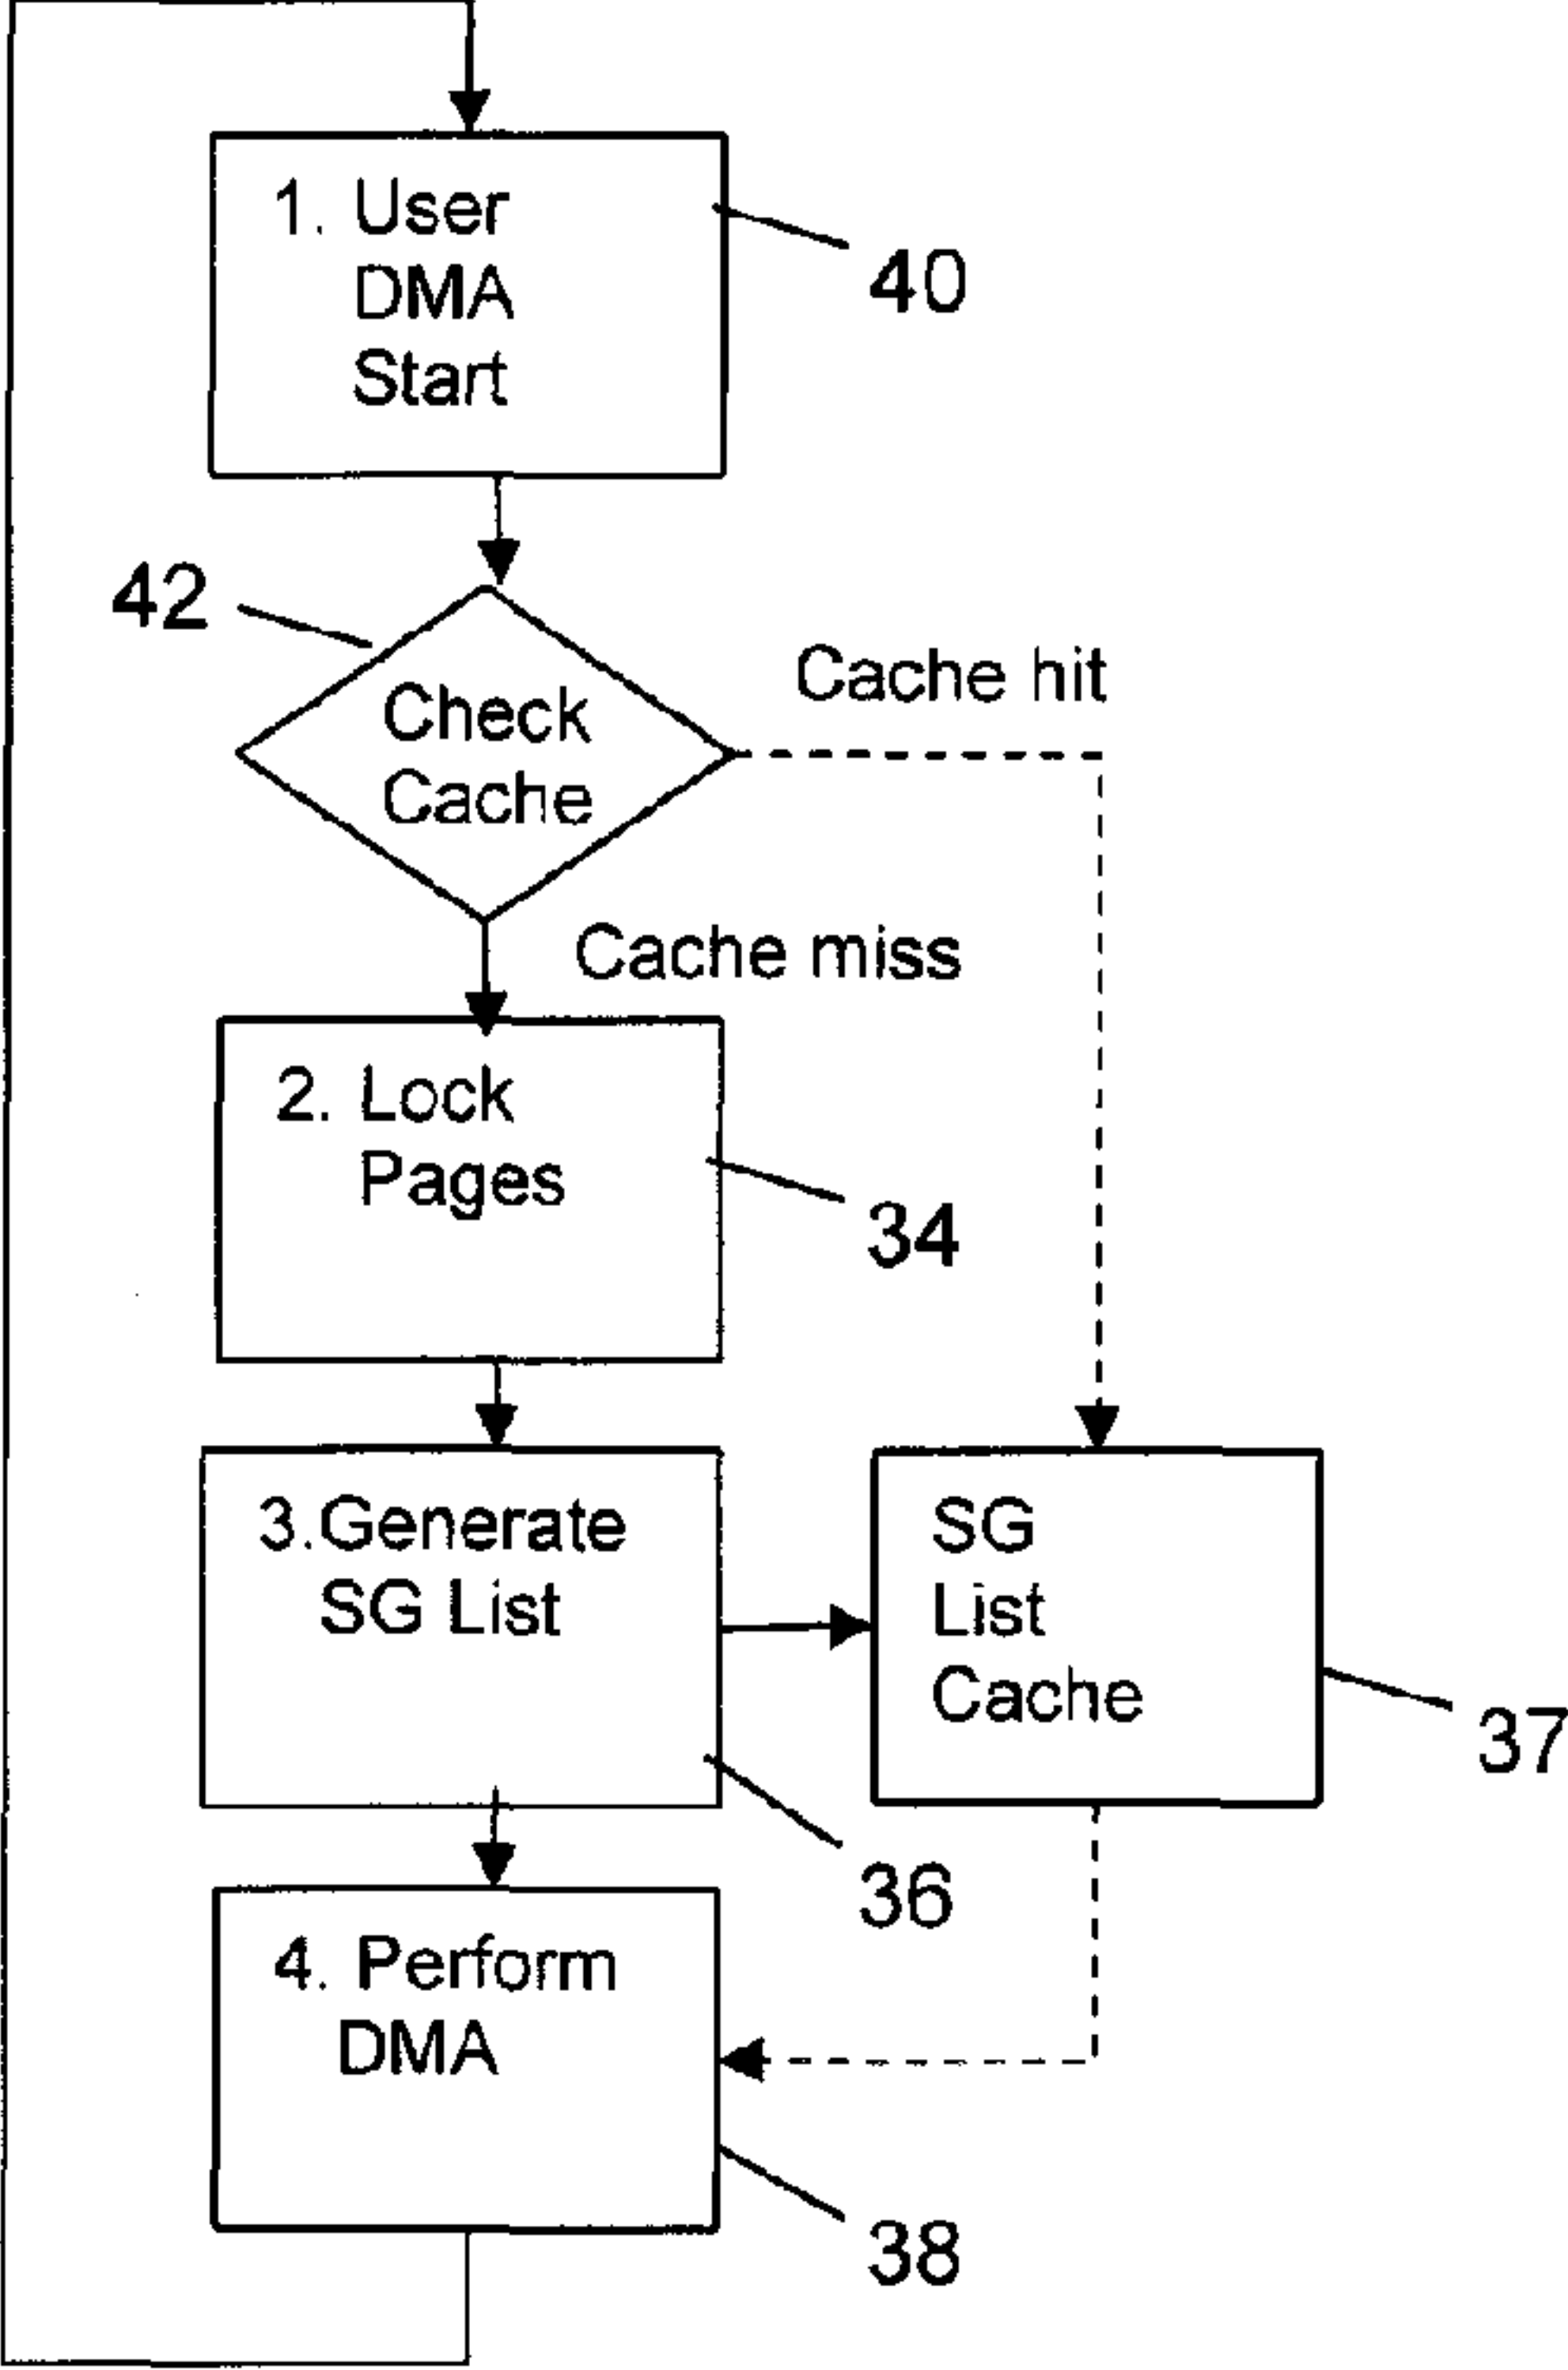 1. User
DMA
Start
40
42
Check
Cache
Cache hit
Cache miss
2. Lock
Pages
34
3.Generate
SG List
SG
List
Cache
37
36
4. Perform
DMA
38